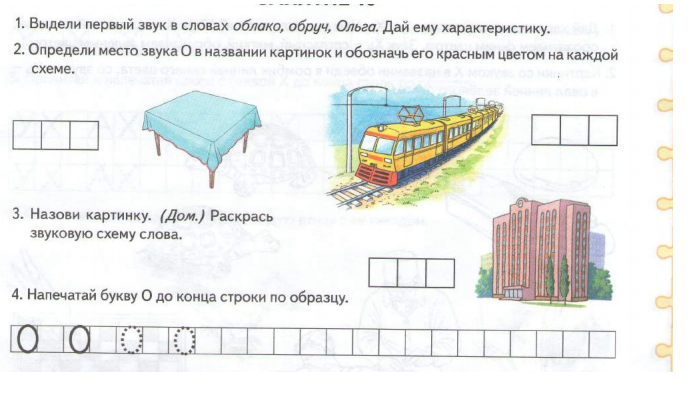 1. Выдели первый звук в словах облако, обруч, Ольга. Дай ему характеристику.
2. Определи место звука О в названии картинок и обозначь его красным цветом на каждой
схеме.
3. Назови картинку. (Дом.) Раскрась
звуковую схему слова.
4. Напечатай букву О до конца строки по образцу.
О О О О